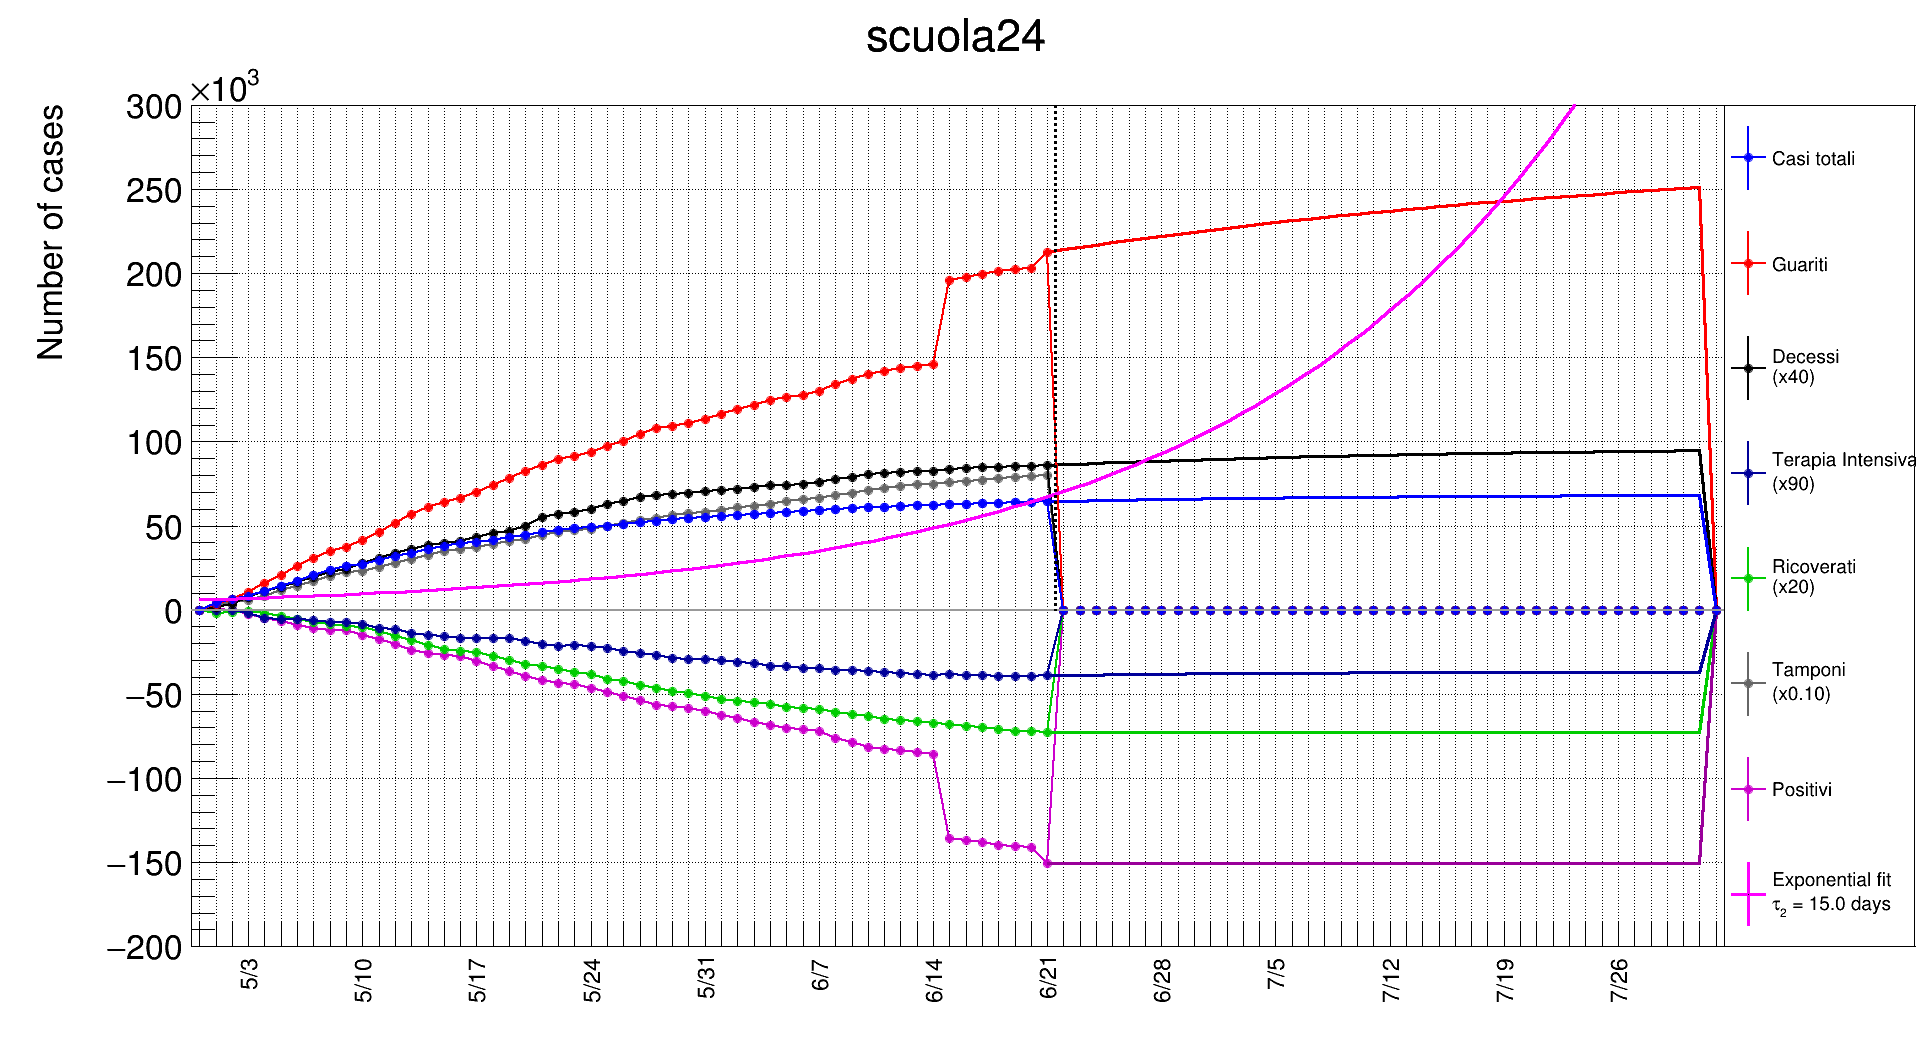 scuola24
×10³
Number of cases
300
250
200
150
100
50
0
−50
−100
−150
−200
5/3
5/10
5/17
5/24
5/31
6/7
6/14
6/21
6/28
7/5
7/12
7/19
7/26
Casi totali
Guariti
Decessi
(x40)
Terapia Intensiva
(x90)
Ricoverati
(x20)
Tamponi
(x0.10)
Positivi
Exponential fit
τ₂ = 15.0 days